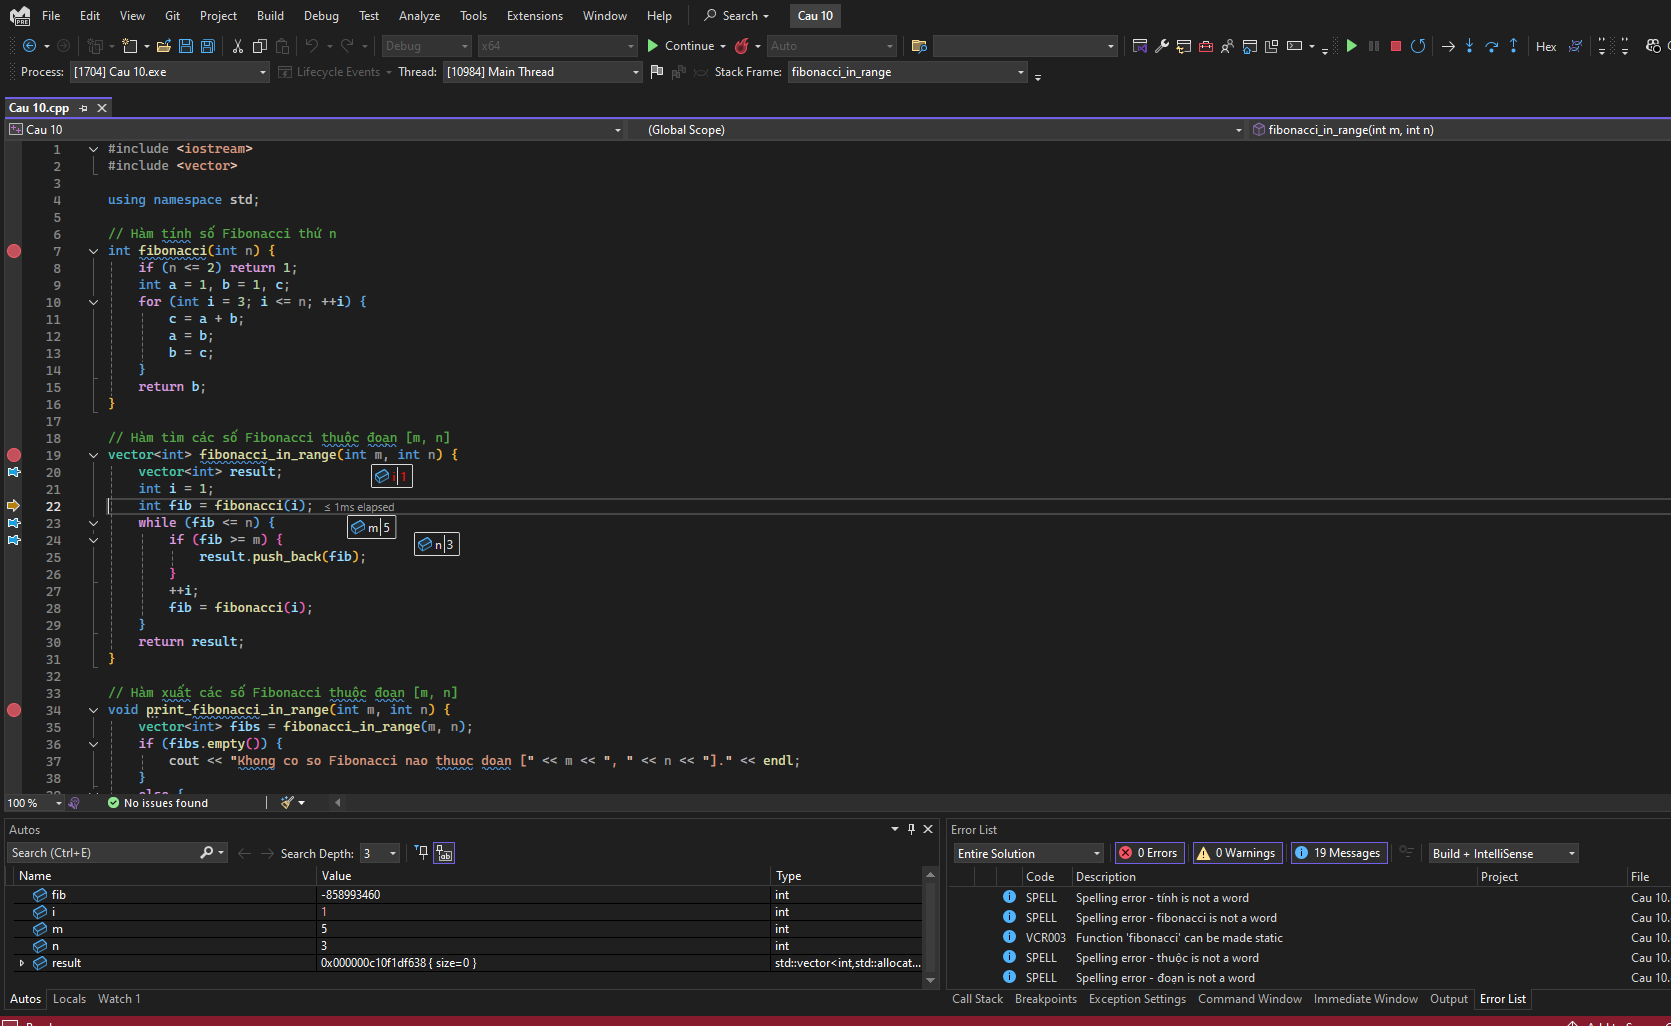 File Edit View Git Project Build Debug Test Analyze Tools Extensions Window Help Search Cau 10
Debug x64 Continue Auto Hex
Process: [1704] Cau 10.exe Lifecycle Events Thread: [10984] Main Thread Stack Frame: fibonacci_in_range
Cau 10.cpp
Cau 10 (Global Scope) fibonacci_in_range(int m, int n)
1 #include <iostream>
2 #include <vector>
3
4 using namespace std;
5
6 // Hàm tính số Fibonacci thứ n
7 int fibonacci(int n) {
8 if (n <= 2) return 1;
9 int a = 1, b = 1, c;
10 for (int i = 3; i <= n; ++i) {
11 c = a + b;
12 a = b;
13 b = c;
14 }
15 return b;
16 }
17
18 // Hàm tìm các số Fibonacci thuộc đoạn [m, n]
19 vector<int> fibonacci_in_range(int m, int n) {
20 vector<int> result; i 1
21 int i = 1;
22 int fib = fibonacci(i); ≤ 1ms elapsed
23 while (fib <= n) { m 5
24 if (fib >= m) { n 3
25 result.push_back(fib);
26 }
27 ++i;
28 fib = fibonacci(i);
29 }
30 return result;
31 }
32
33 // Hàm xuất các số Fibonacci thuộc đoạn [m, n]
34 void print_fibonacci_in_range(int m, int n) {
35 vector<int> fibs = fibonacci_in_range(m, n);
36 if (fibs.empty()) {
37 cout << "Khong co so Fibonacci nao thuoc doan [" << m << ", " << n << "]." << endl;
38 }
39 else {
100 % No issues found
Autos
Search (Ctrl+E) Search Depth: 3
Name Value Type
fib -858993460 int
i 1 int
m 5 int
n 3 int
result 0x000000c10f1df638 { size=0 } std::vector<int,std::allocat...
Autos Locals Watch 1
Error List
Entire Solution 0 Errors 0 Warnings 19 Messages Build + IntelliSense
Code Description Project File
SPELL Spelling error - tính is not a word Cau 10.
SPELL Spelling error - fibonacci is not a word Cau 10.
VCR003 Function 'fibonacci' can be made static Cau 10.
SPELL Spelling error - thuộc is not a word Cau 10.
SPELL Spelling error - đoạn is not a word Cau 10.
Call Stack Breakpoints Exception Settings Command Window Immediate Window Output Error List